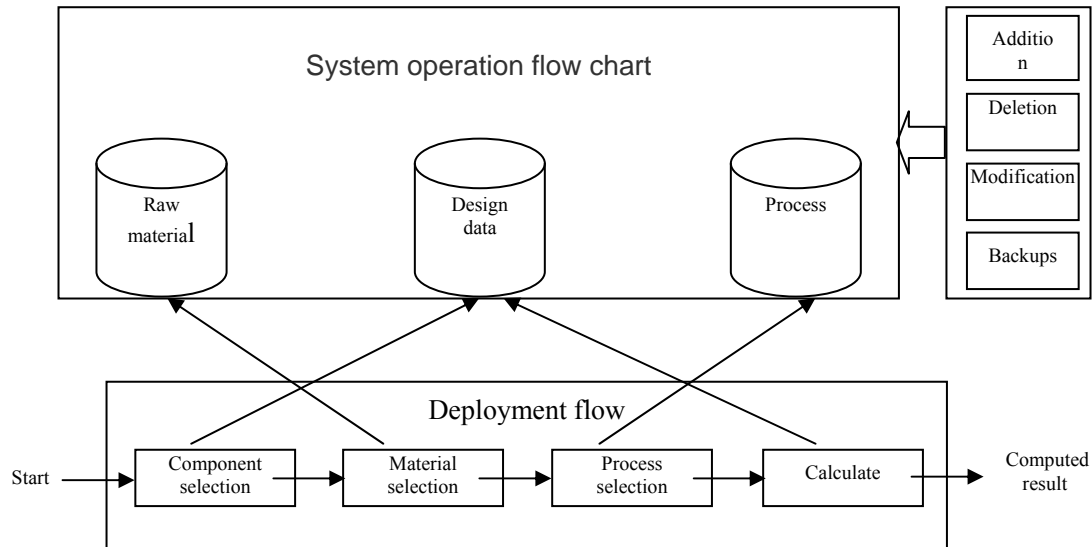 System operation flow chart
Raw
material
Design
data
Process
Additio
n
Deletion
Modification
Backups
Deployment flow
Start
Component
selection
Material
selection
Process
selection
Calculate
Computed
result